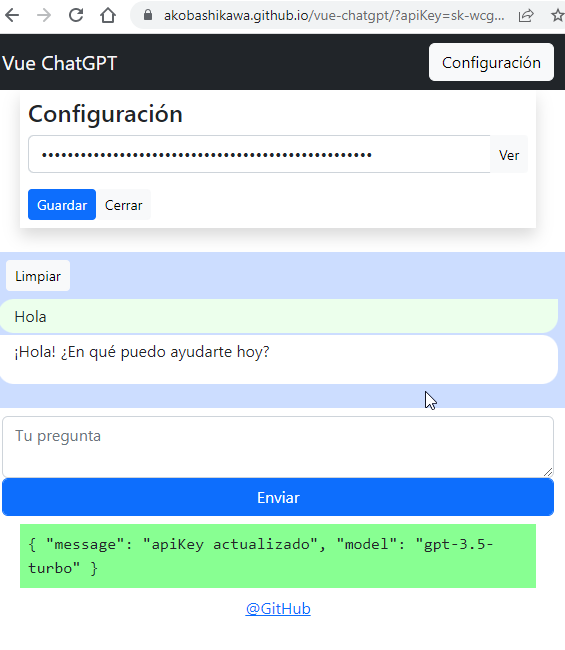 akobashikawa.github.io/vue-chatgpt/?apiKey=sk-wcg...
Vue ChatGPT
Configuración
Configuración
••••••••••••••••••••••••••••••••••••••••••••••••••• Ver
Guardar Cerrar
Limpiar
Hola
¡Hola! ¿En qué puedo ayudarte hoy?
Tu pregunta
Enviar
{ "message": "apiKey actualizado", "model": "gpt-3.5-
turbo" }
@GitHub